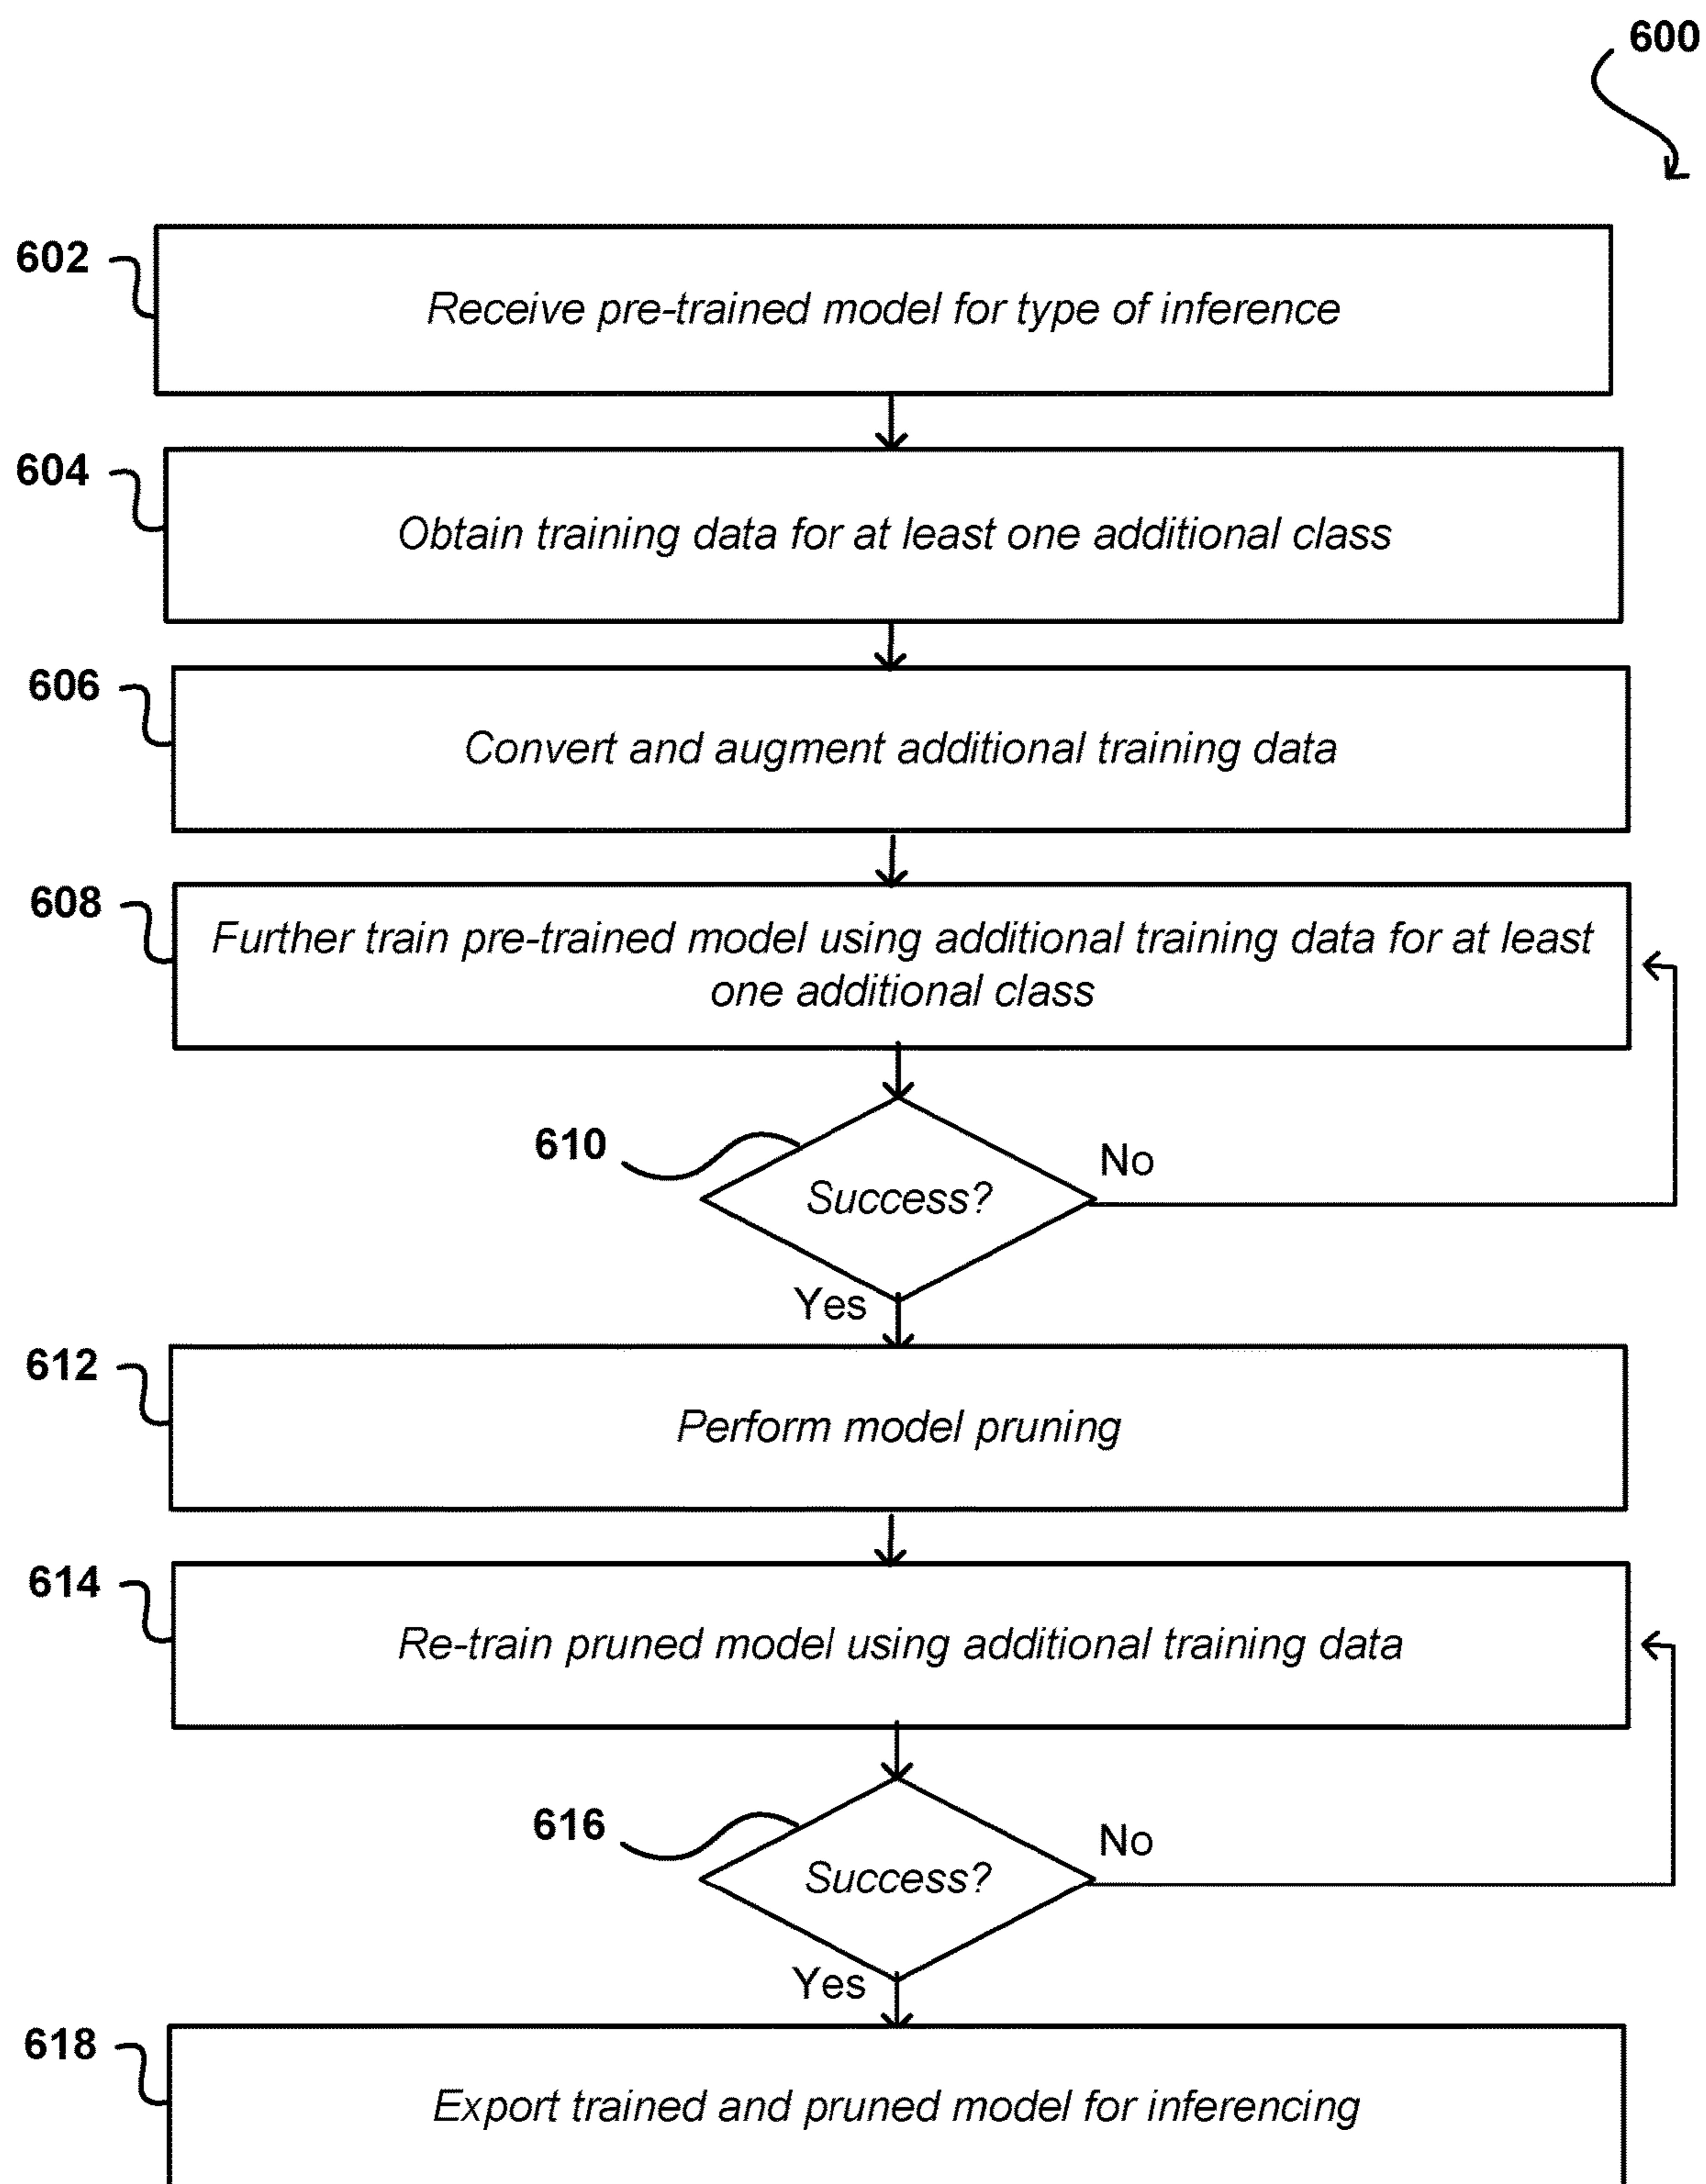 600
602
Receive pre-trained model for type of inference
604
Obtain training data for at least one additional class
606
Convert and augment additional training data
608
Further train pre-trained model using additional training data for at least
one additional class
610
Success?
No
Yes
612
Perform model pruning
614
Re-train pruned model using additional training data
616
Success?
No
Yes
618
Export trained and pruned model for inferencing